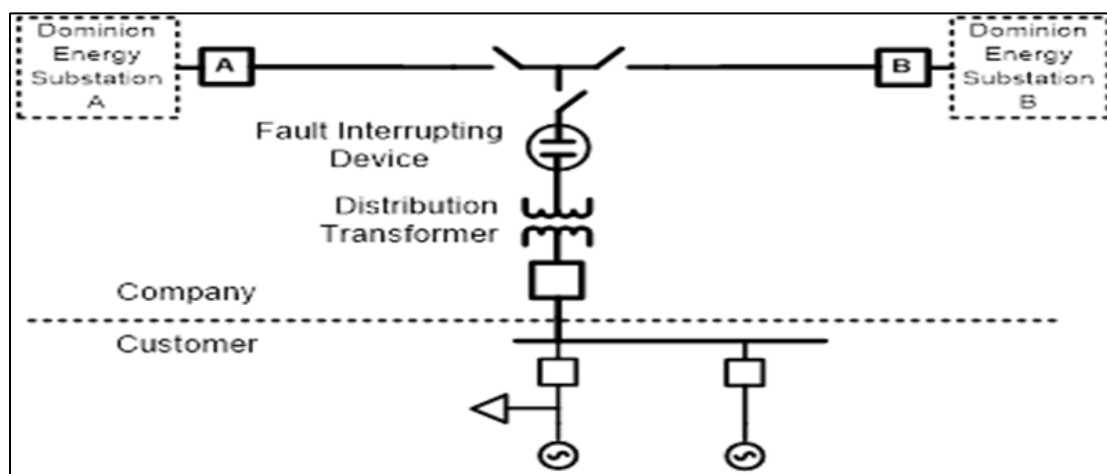 Dominion
Energy
Substation
A
A
B
Dominion
Energy
Substation
B
Fault Interrupting
Device
Distribution
Transformer
Company
Customer